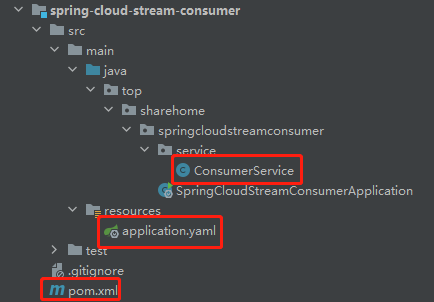 spring-cloud-stream-consumer
src
main
java
top
sharehome
springcloudstreamconsumer
service
ConsumerService
SpringCloudStreamConsumerApplication
resources
application.yaml
test
.gitignore
pom.xml